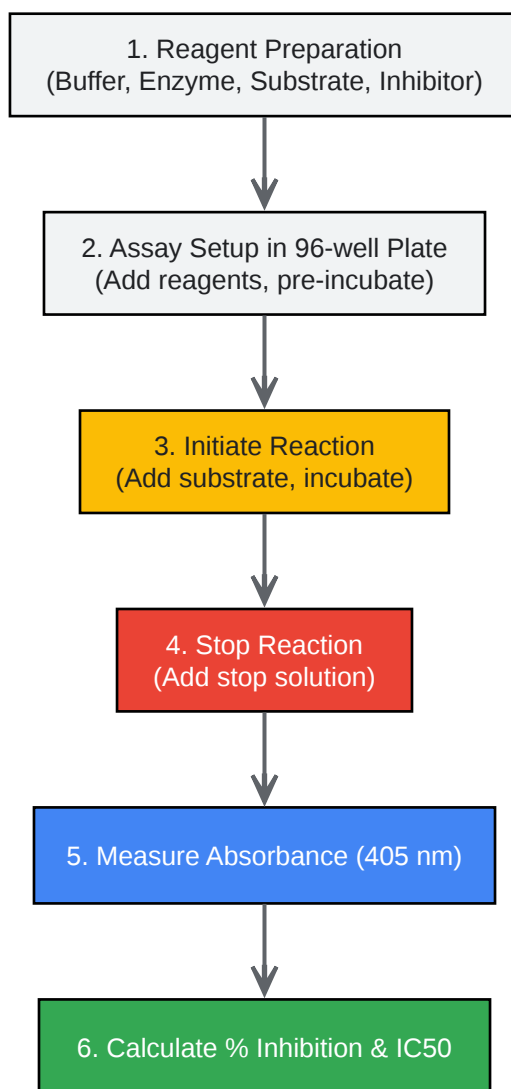 1. Reagent Preparation
(Buffer, Enzyme, Substrate, Inhibitor)
2. Assay Setup in 96-well Plate
(Add reagents, pre-incubate)
3. Initiate Reaction
(Add substrate, incubate)
4. Stop Reaction
(Add stop solution)
5. Measure Absorbance (405 nm)
6. Calculate % Inhibition & IC50